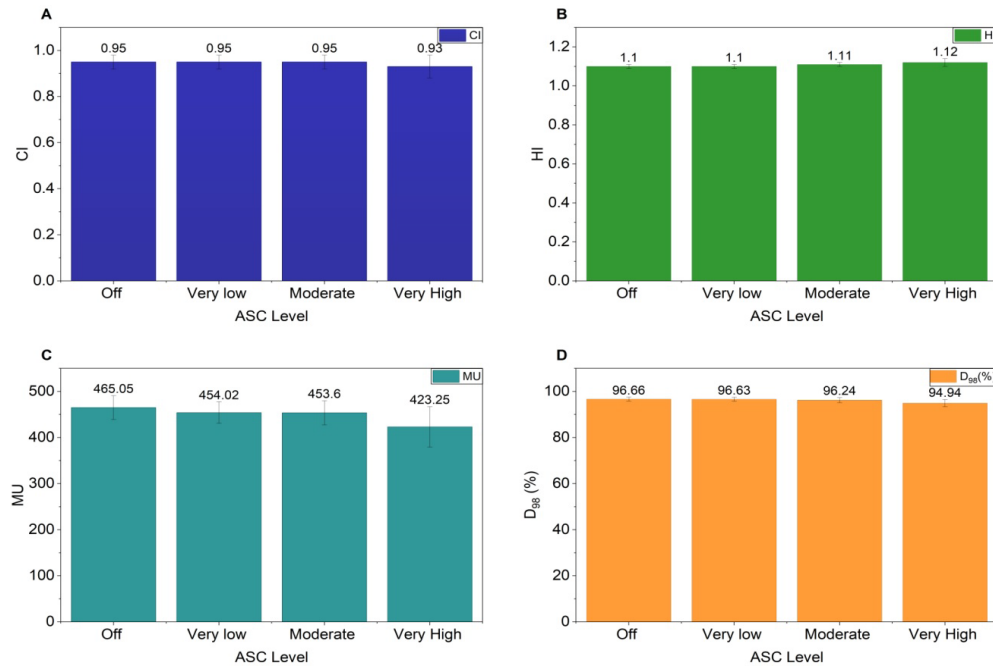 A
CI
0.95 0.95 0.95 0.93
1.0
0.8
0.6
0.4
0.2
0.0
CI
Off Very low Moderate Very High
ASC Level
B
H
1.1 1.1 1.11 1.12
1.2
1.0
0.8
0.6
0.4
0.2
0.0
HI
Off Very low Moderate Very High
ASC Level
C
MU
465.05 454.02 453.6 423.25
500
400
300
200
100
0
MU
Off Very low Moderate Very High
ASC Level
D
D₉₈(%
96.66 96.63 96.24 94.94
100
80
60
40
20
0
D₉₈ (%)
Off Very low Moderate Very High
ASC Level